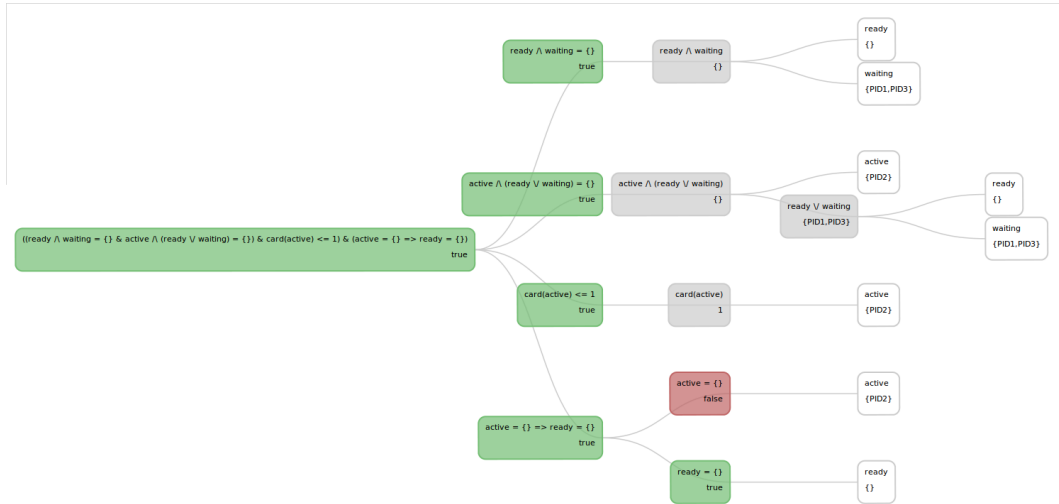 ready /\ waiting = {}
true
ready /\ waiting
{}
ready
{}
waiting
{PID1,PID3}
active /\ (ready \/ waiting) = {}
true
active /\ (ready \/ waiting)
{}
active
{PID2}
ready \/ waiting
{PID1,PID3}
ready
{}
waiting
{PID1,PID3}
((ready /\ waiting = {} & active /\ (ready \/ waiting) = {}) & card(active) <= 1) & (active = {} => ready = {})
true
card(active) <= 1
true
card(active)
1
active
{PID2}
active = {} => ready = {}
true
active = {}
false
active
{PID2}
ready = {}
true
ready
{}